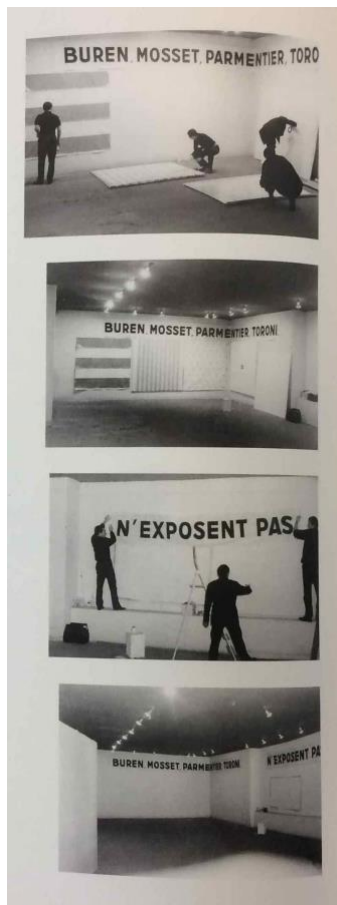 BUREN, MOSSET, PARMENTIER, TORO
BUREN, MOSSET, PARMENTIER, TORONI
N'EXPOSENT PAS
BUREN, MOSSET, PARMENTIER, TORONI
N'EXPOSENT PA